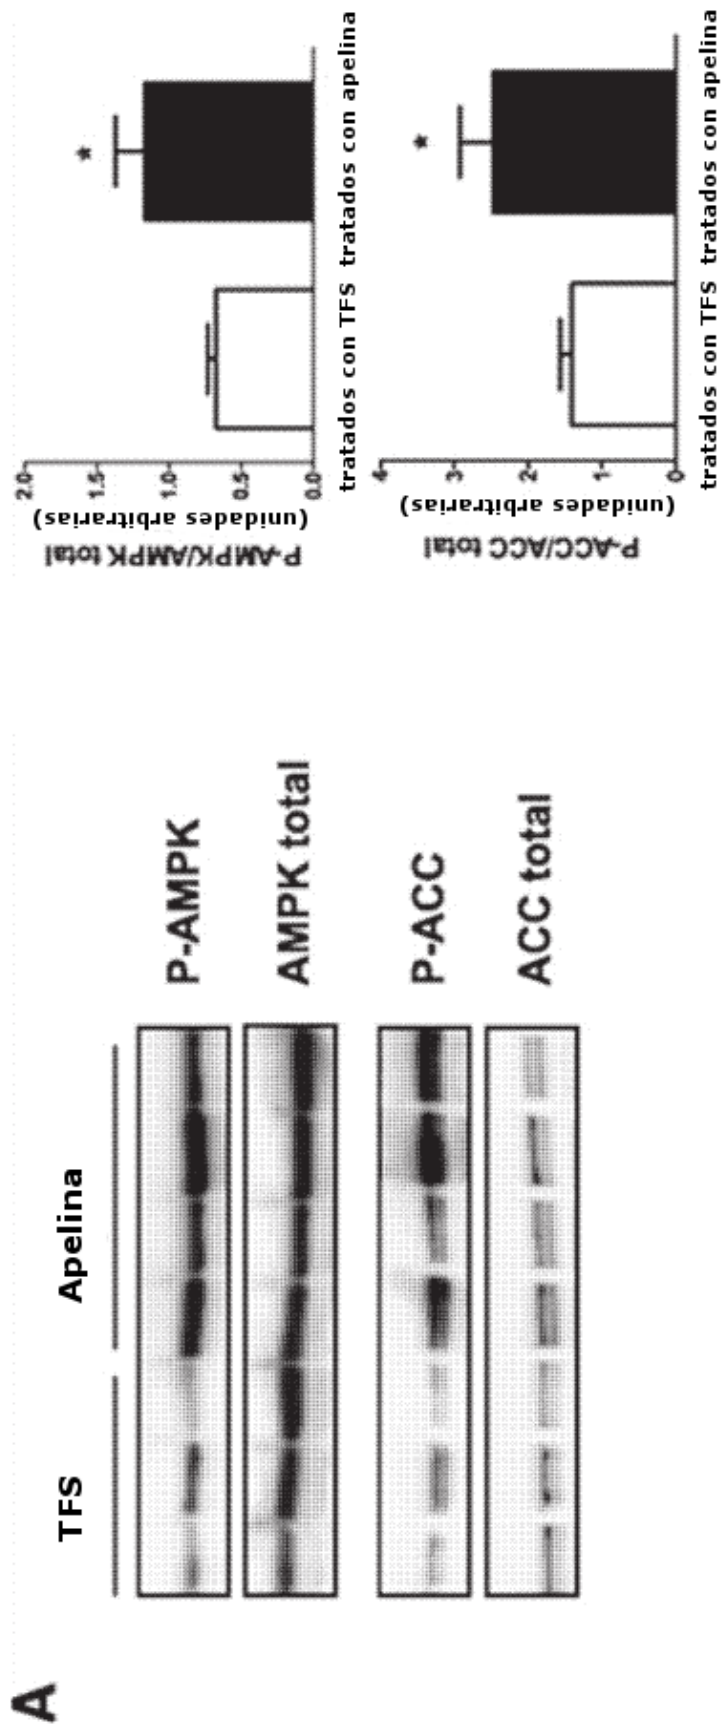 A
TFS Apelina
P-AMPK
AMPK total
P-ACC
ACC total
P-AMPK/AMPK total
(unidades arbitrarias)
2.0
1.5
1.0
0.5
0.0
*
tratados con TFS tratados con apelina
P-ACC/ACC total
(unidades arbitrarias)
4
3
2
1
0
*
tratados con TFS tratados con apelina